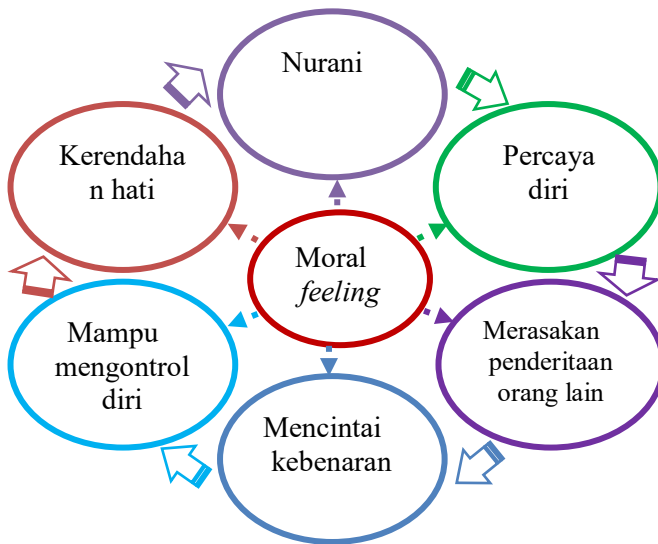 Nurani
Percaya
diri
Merasakan
penderitaan
orang lain
Mencintai
kebenaran
Mampu
mengontrol
diri
Kerendaha
n hati
Moral
feeling